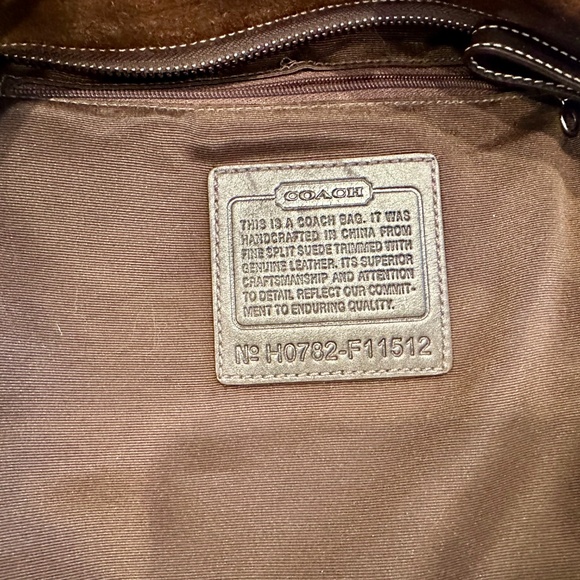 COACH
THIS IS A COACH BAG. IT WAS
HANDCRAFTED IN CHINA FROM
FINE SPLIT SUEDE TRIMMED WITH
GENUINE LEATHER. ITS SUPERIOR
CRAFTSMANSHIP AND ATTENTION
TO DETAIL REFLECT OUR COMMIT-
MENT TO ENDURING QUALITY.
Nº H0782-F11512